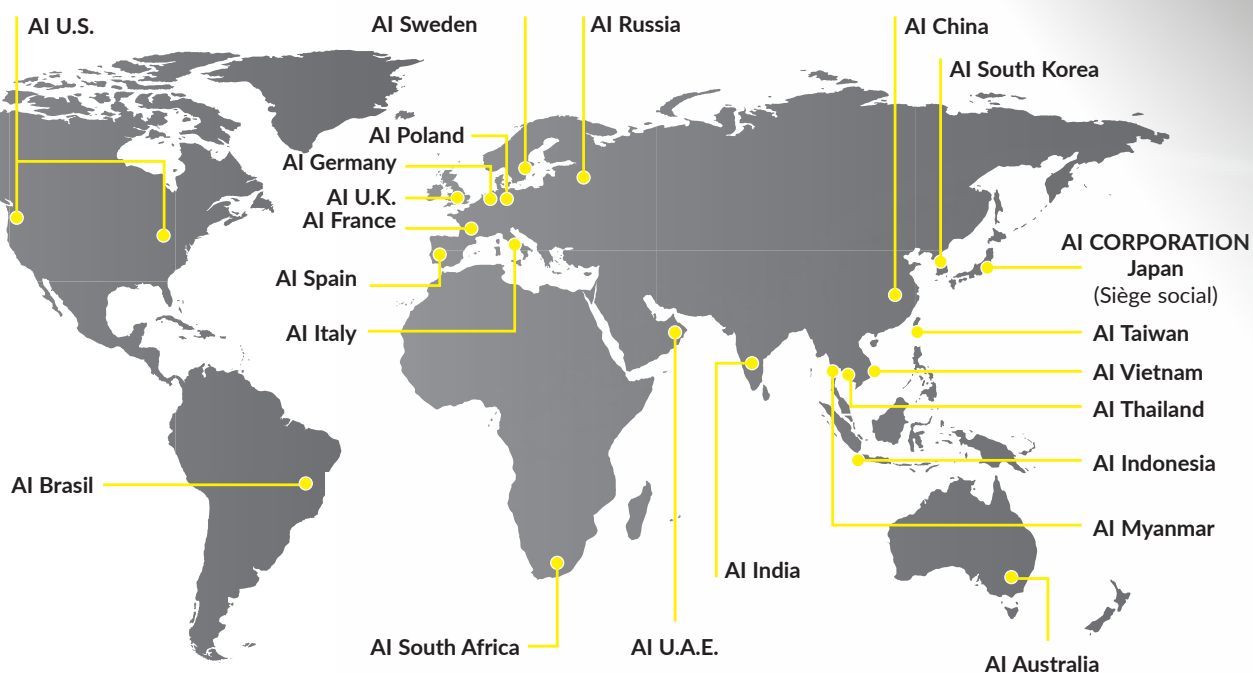 AI U.S.
AI Sweden
AI Russia
AI China
AI South Korea
AI Poland
AI Germany
AI U.K.
AI France
AI CORPORATION
Japan
(Siège social)
AI Spain
AI Italy
AI Taiwan
AI Vietnam
AI Thailand
AI Indonesia
AI Brasil
AI Myanmar
AI India
AI South Africa
AI U.A.E.
AI Australia